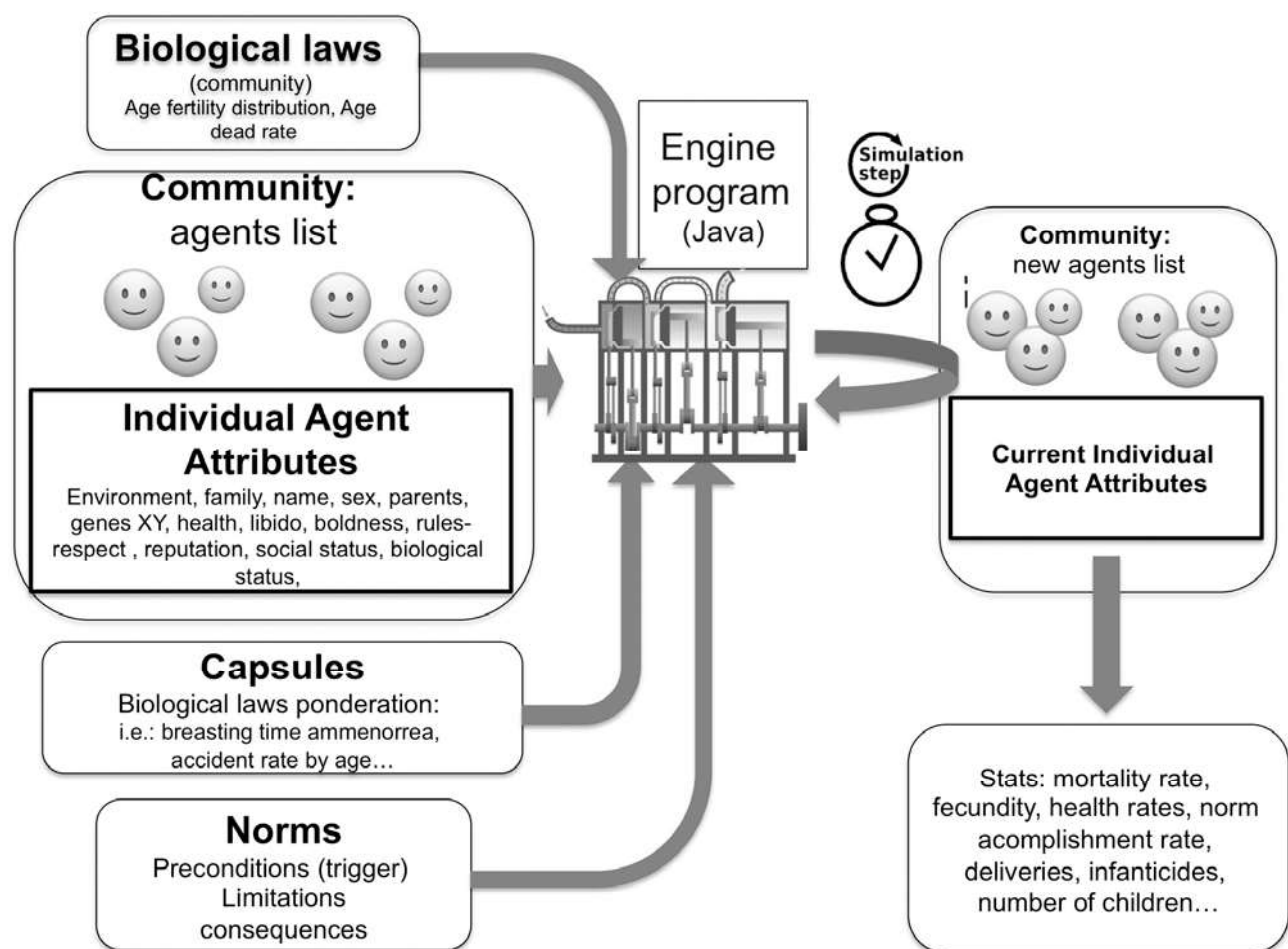 Biological laws
(community)
Age fertility distribution, Age
dead rate
Community:
agents list
Individual Agent
Attributes
Environment, family, name, sex, parents,
genes XY, health, libido, boldness, rules-
respect , reputation, social status, biological
status,
Capsules
Biological laws ponderation:
i.e.: breasting time ammenorrea,
accident rate by age…
Norms
Preconditions (trigger)
Limitations
consequences
Engine
program
(Java)
Simulation
step
Community:
new agents list
Current Individual
Agent Attributes
Stats: mortality rate,
fecundity, health rates, norm
acomplishment rate,
deliveries, infanticides,
number of children…